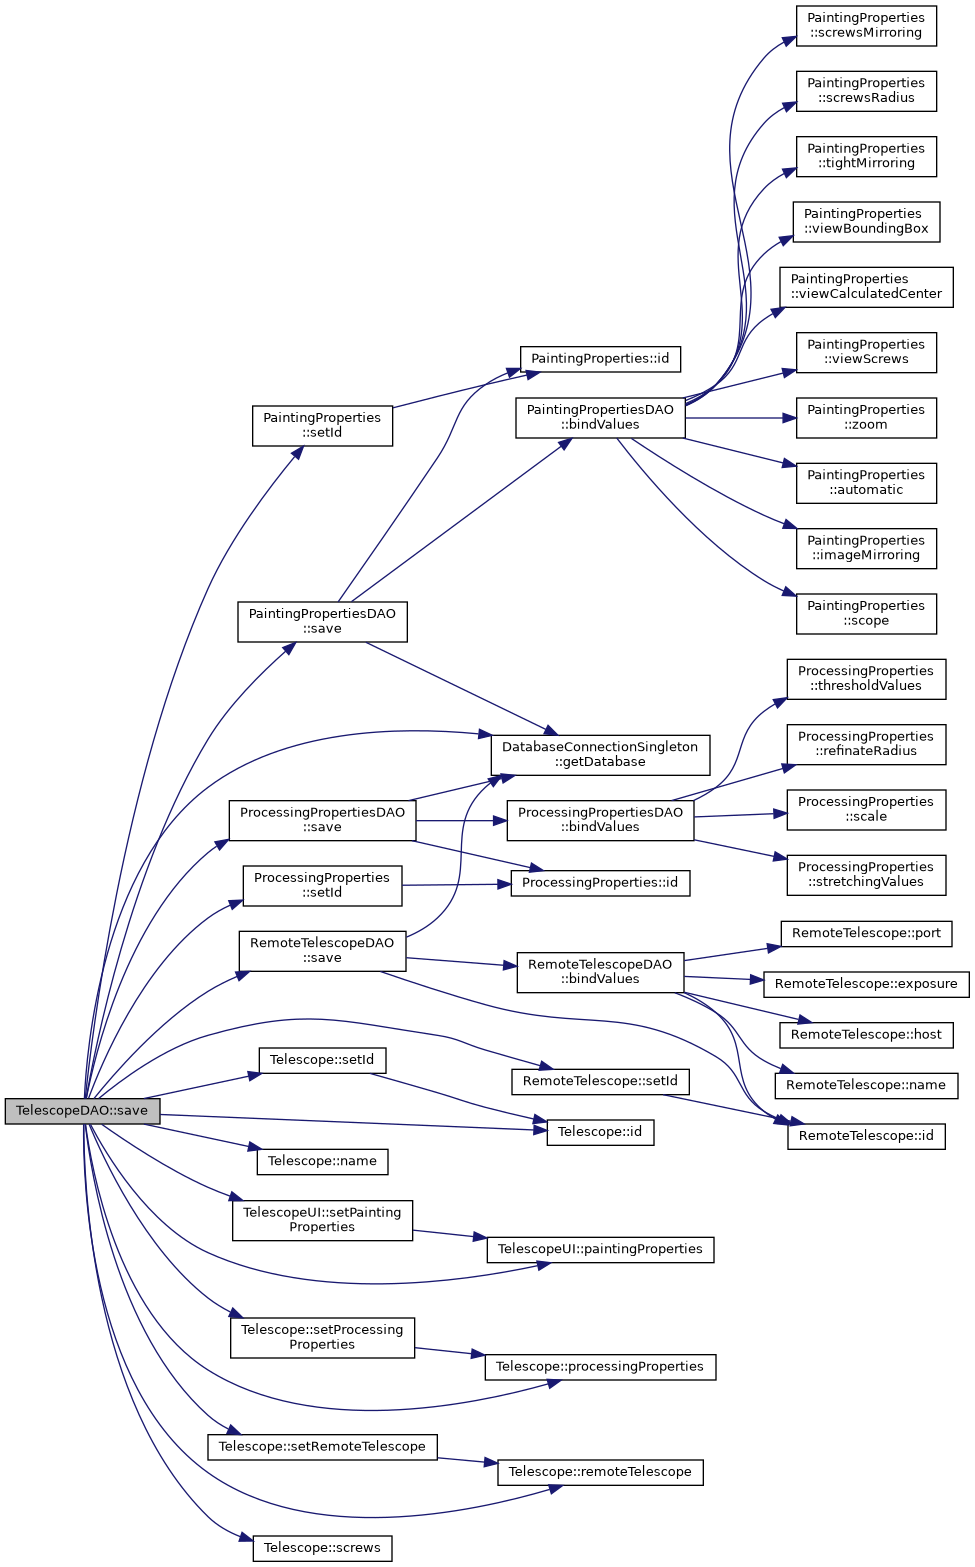 PaintingProperties
::screwsMirroring
PaintingProperties
::screwsRadius
PaintingProperties
::tightMirroring
PaintingProperties
::viewBoundingBox
PaintingProperties
::viewCalculatedCenter
PaintingProperties
::viewScrews
PaintingProperties::id
PaintingPropertiesDAO
::bindValues
PaintingProperties
::zoom
PaintingProperties
::setId
PaintingProperties
::automatic
PaintingProperties
::imageMirroring
PaintingProperties
::scope
PaintingPropertiesDAO
::save
ProcessingProperties
::thresholdValues
DatabaseConnectionSingleton
::getDatabase
ProcessingProperties
::refinateRadius
ProcessingPropertiesDAO
::save
ProcessingPropertiesDAO
::bindValues
ProcessingProperties
::scale
ProcessingProperties
::setId
ProcessingProperties::id
ProcessingProperties
::stretchingValues
RemoteTelescopeDAO
::save
RemoteTelescopeDAO
::bindValues
RemoteTelescope::port
RemoteTelescope::exposure
RemoteTelescope::host
Telescope::setId
RemoteTelescope::setId
RemoteTelescope::name
TelescopeDAO::save
Telescope::id
RemoteTelescope::id
Telescope::name
TelescopeUI::setPainting
Properties
TelescopeUI::paintingProperties
Telescope::setProcessing
Properties
Telescope::processingProperties
Telescope::setRemoteTelescope
Telescope::remoteTelescope
Telescope::screws